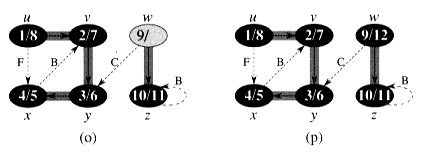 u v w u v w
1/8 2/7 9/ 1/8 2/7 9/12
F B C B F B C B
4/5 3/6 10/11 4/5 3/6 10/11
x y z x y z
(o) (p)